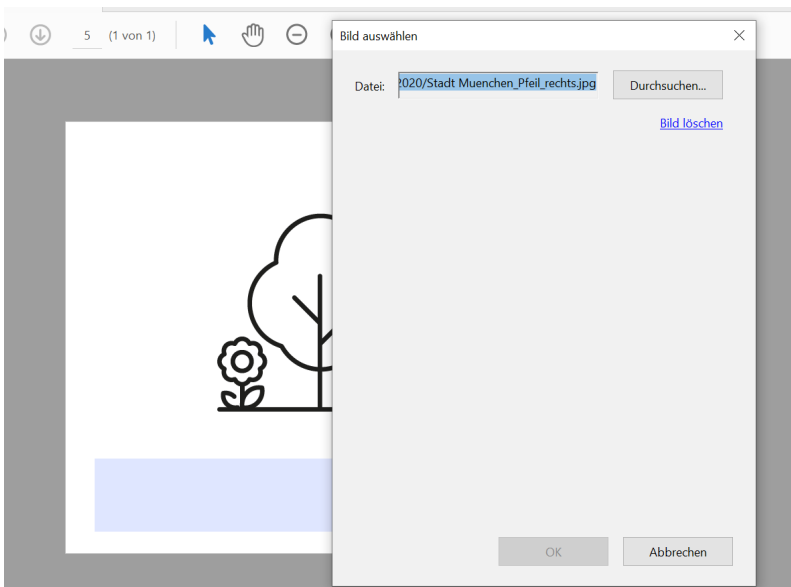 5 (1 von 1)
Bild auswählen
Datei: 2020/Stadt Muenchen_Pfeil_rechts.jpg Durchsuchen...
Bild löschen
OK Abbrechen